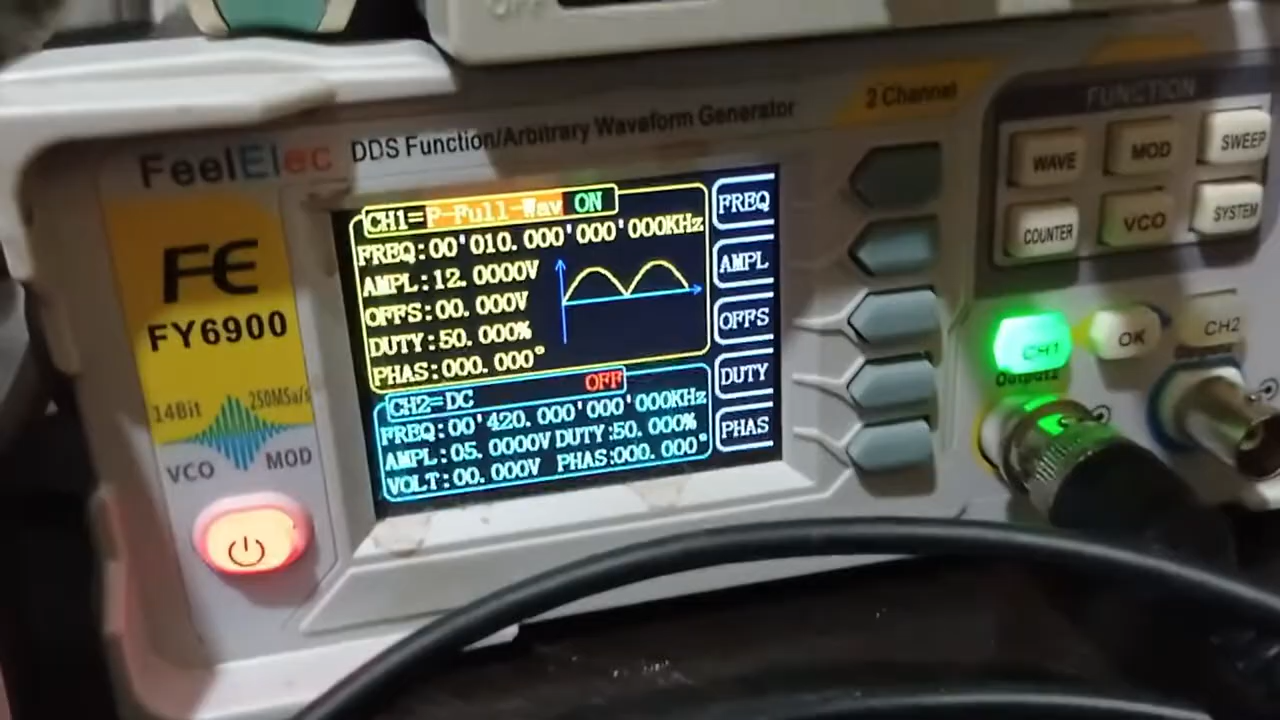 OFF
FeelElec DDS Function/Arbitrary Waveform Generator
2 Channel
FUNCTION
WAVE MOD SWEEP
COUNTER VCO SYSTEM
FE
FY6900
14Bit 250MSa/s
VCO MOD
CH1=P-Full-Wav ON
FREQ:00'010.000'000'000KHz
AMPL:12.0000V
OFFS:00.000V
DUTY:50.000%
PHAS:000.000°
CH2=DC OFF
FREQ:00'420.000'000'000KHz
AMPL:05.0000V DUTY:50.000%
VOLT:00.000V PHAS:000.000°
FREQ
AMPL
OFFS
DUTY
PHAS
CH1 OK CH2